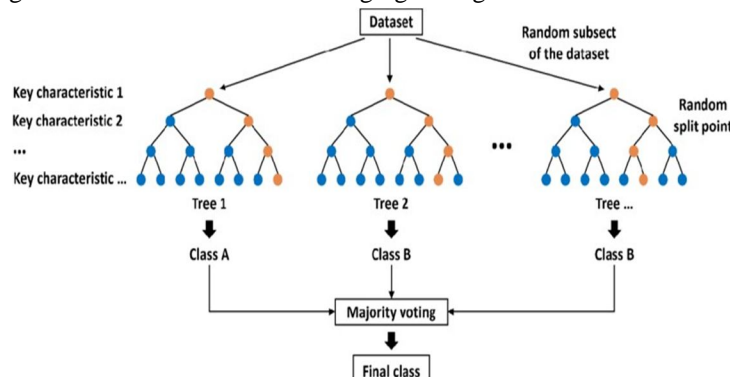 Dataset
Random subsect
of the dataset
Key characteristic 1
Key characteristic 2
...
Key characteristic ...
Random
split point
...
Tree 1
Tree 2
Tree ...
Class A
Class B
Class B
Majority voting
Final class